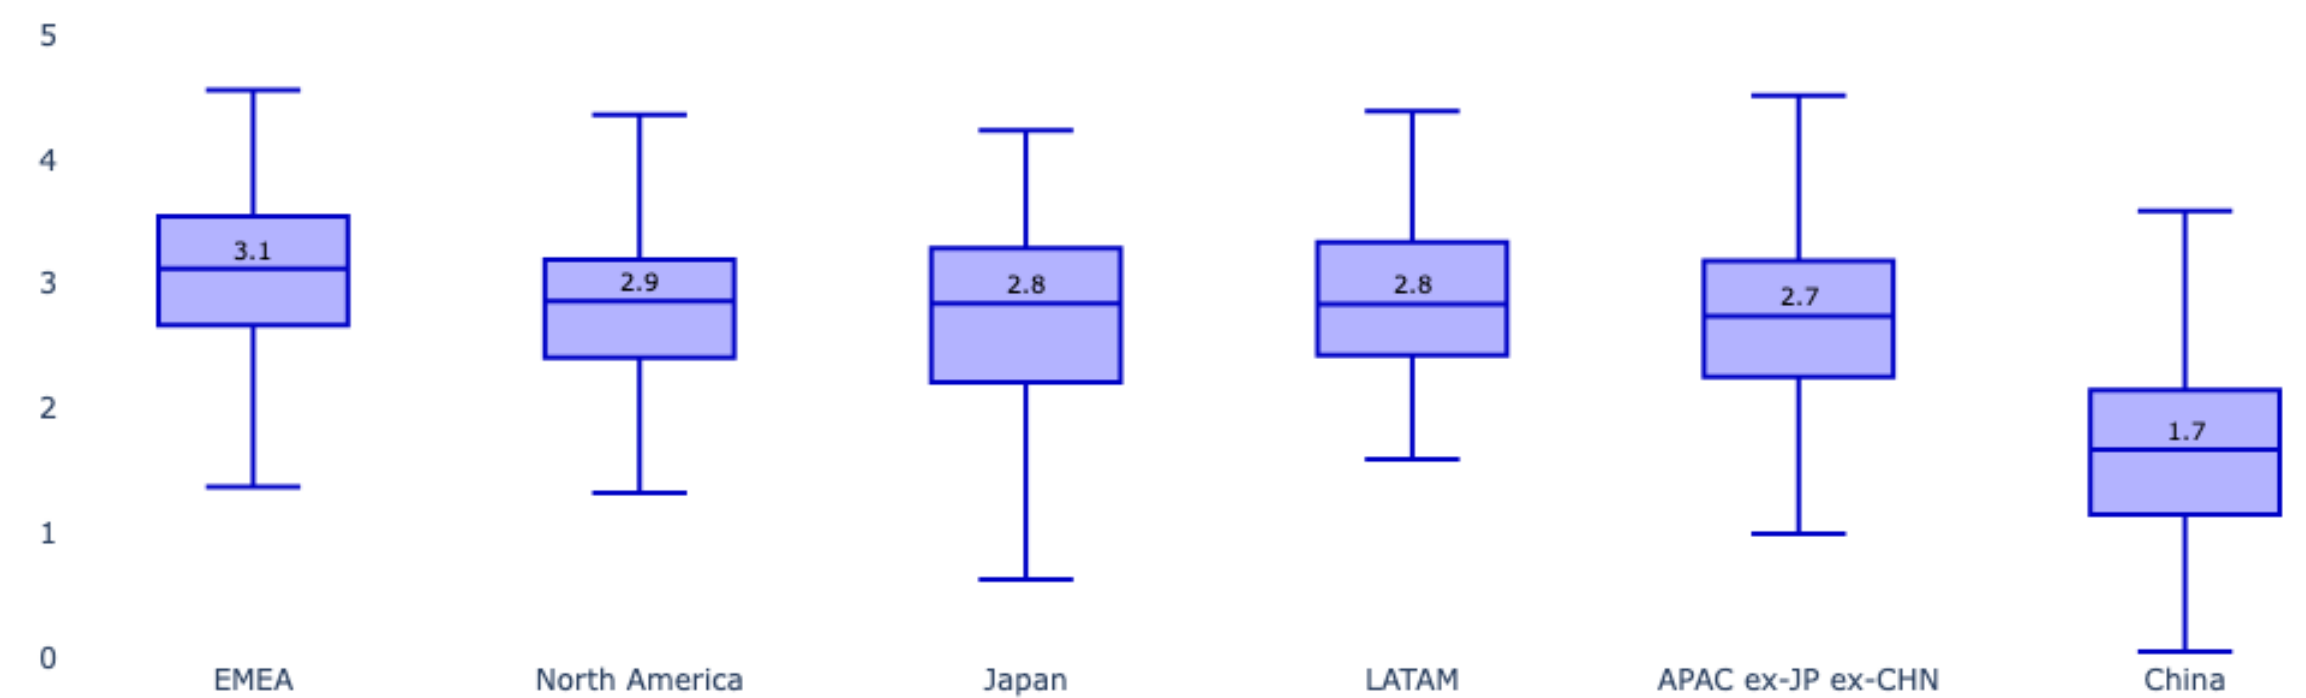 5
4
3
2
1
0
3.1
2.9
2.8
2.8
2.7
1.7
EMEA
North America
Japan
LATAM
APAC ex-JP ex-CHN
China